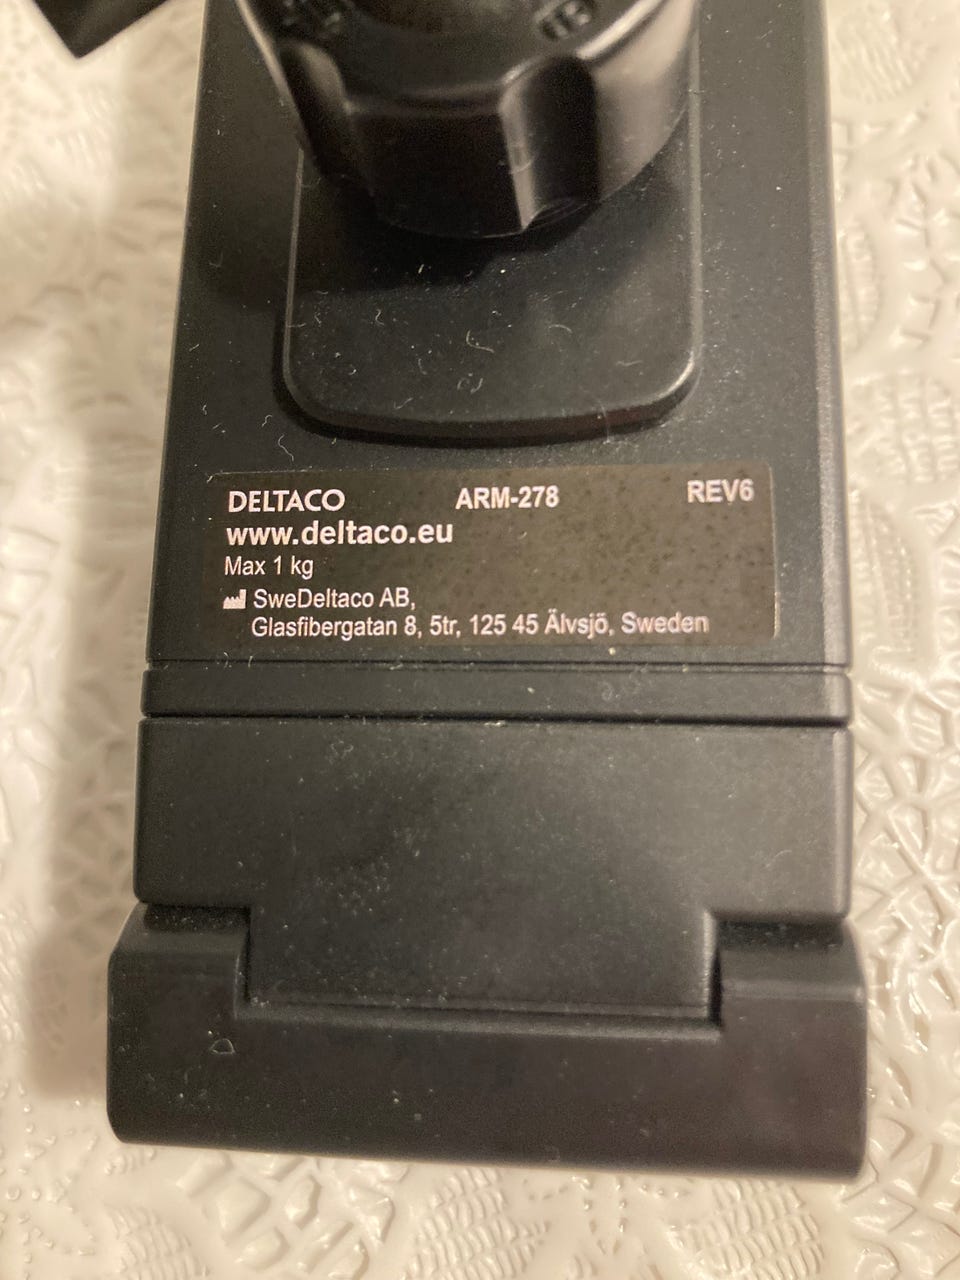 DELTACO ARM-278 REV6
www.deltaco.eu
Max 1 kg
SweDeltaco AB,
Glasfibergatan 8, 5tr, 125 45 Älvsjö, Sweden